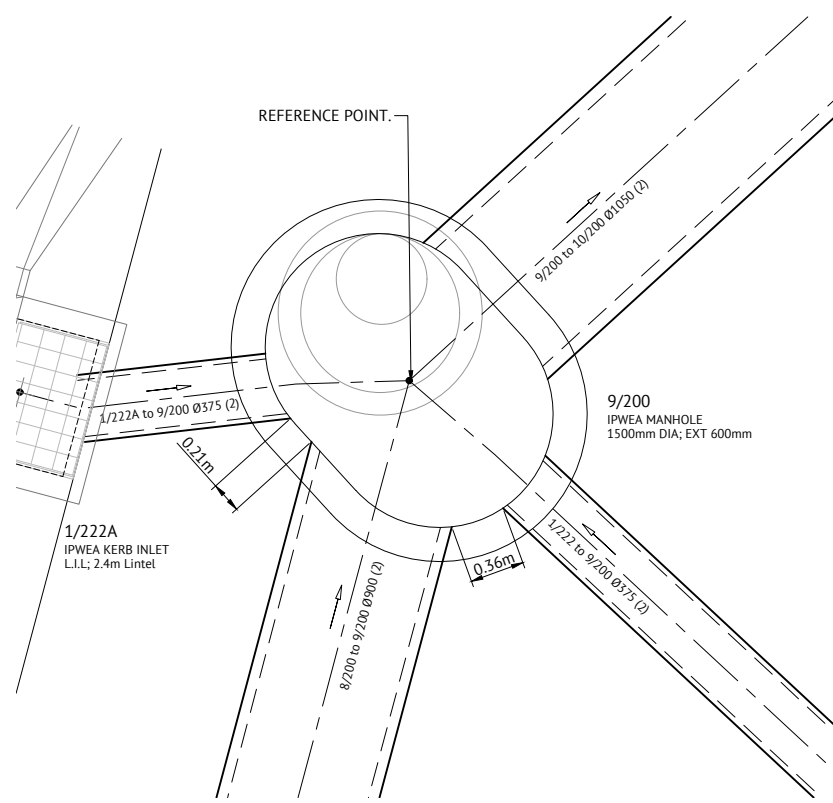 REFERENCE POINT.
9/200 to 10/200 Ø1050 (2)
1/222A to 9/200 Ø375 (2)
9/200
IPWEA MANHOLE
1500mm DIA; EXT 600mm
0.21m
1/222A
IPWEA KERB INLET
L.I.L; 2.4m Lintel
8/200 to 9/200 Ø900 (2)
0.36m
1/222 to 9/200 Ø375 (2)